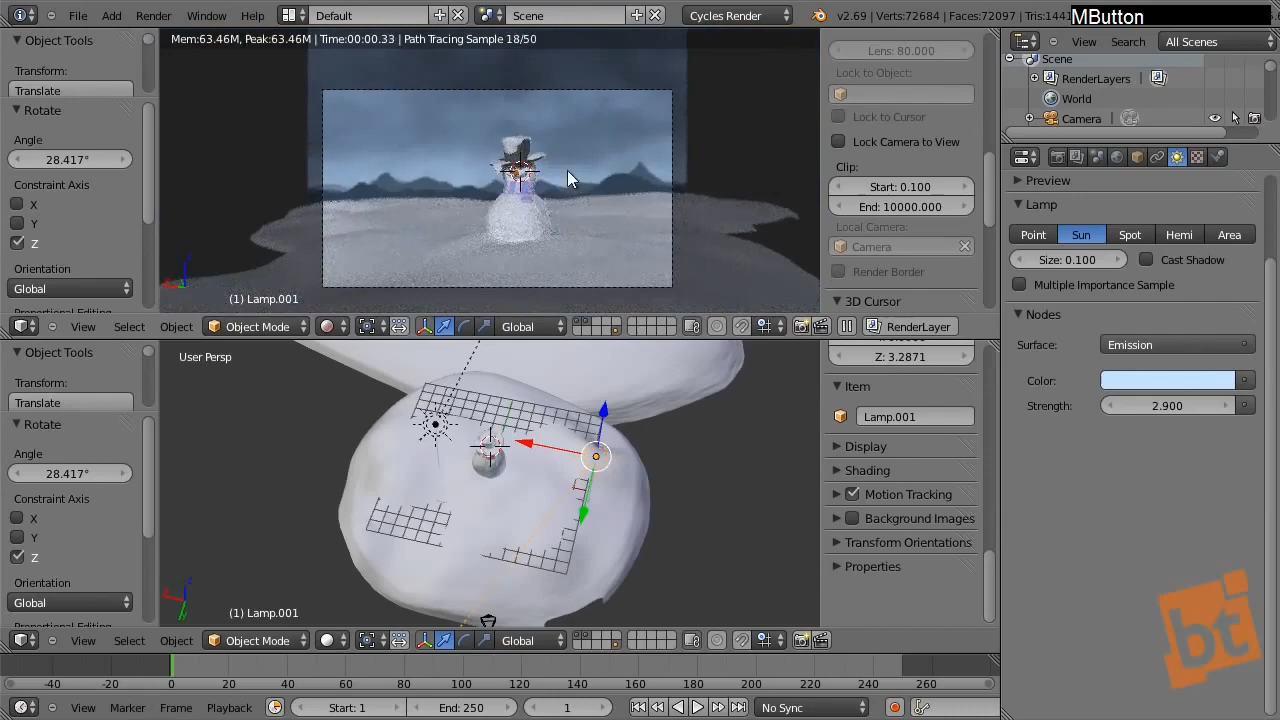 File Add Render Window Help Default Scene Cycles Render v2.69 | Verts:72684 | Faces:72097 | Tris:1441
MButton
Object Tools
Transform:
Translate
Rotate
Angle
28.417°
Constraint Axis
X
Y
Z
Orientation
Global
Mem:63.46M, Peak:63.46M | Time:00:00.33 | Path Tracing Sample 18/50
(1) Lamp.001
View Select Object Object Mode Global RenderLayer
Lens: 80.000
Lock to Object:
Lock to Cursor
Lock Camera to View
Clip:
Start: 0.100
End: 10000.000
Local Camera:
Camera
Render Border
3D Cursor
View Search All Scenes
Scene
RenderLayers
World
Camera
Preview
Lamp
Point Sun Spot Hemi Area
Size: 0.100 Cast Shadow
Multiple Importance Sample
Nodes
Surface: Emission
Color:
Strength: 2.900
Object Tools
Transform:
Translate
Rotate
Angle
28.417°
Constraint Axis
X
Y
Z
Orientation
Global
User Persp
(1) Lamp.001
View Select Object Object Mode Global
Z: 3.2871
Item
Lamp.001
Display
Shading
Motion Tracking
Background Images
Transform Orientations
Properties
-40 -20 0 20 40 60 80 100 120 140 160 180 200 220 240 260
View Marker Frame Playback Start: 1 End: 250 1 No Sync
bt